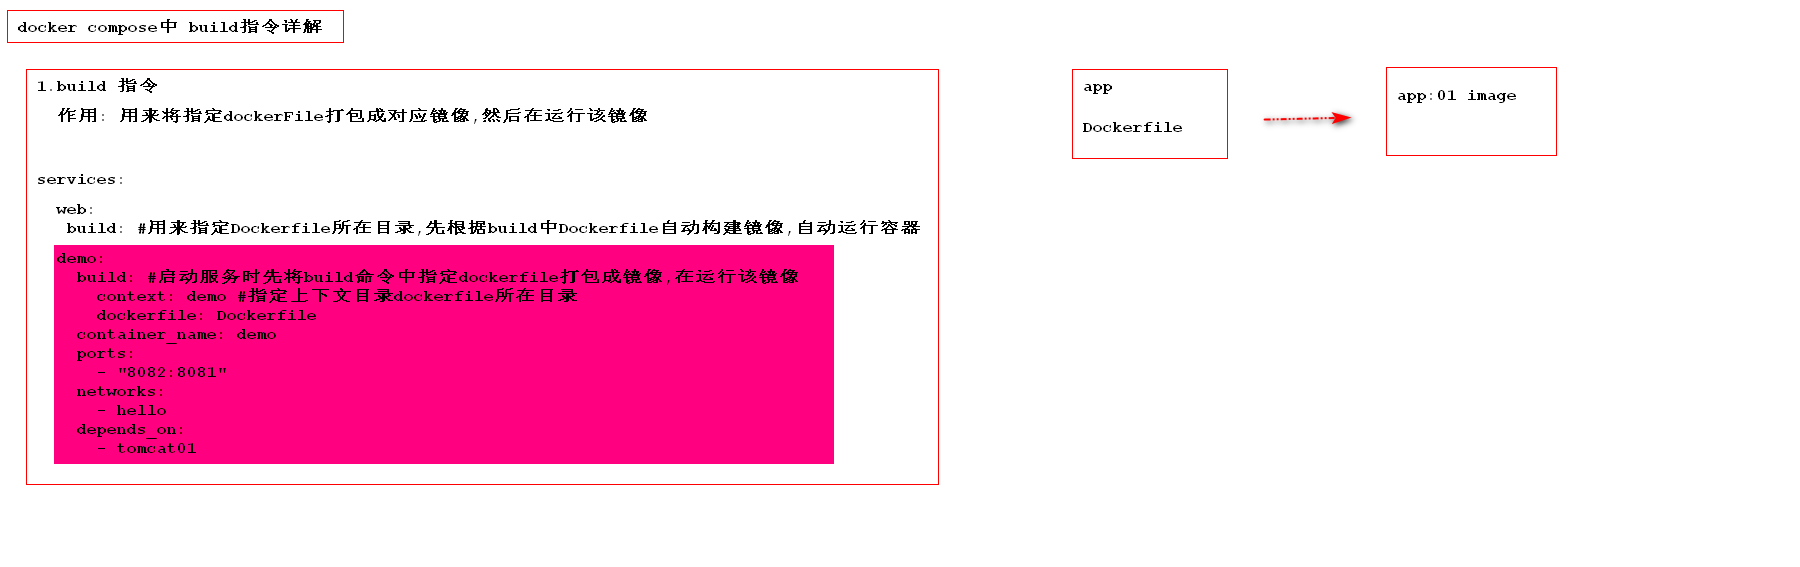 docker compose中 build指令详解
1.build 指令
作用: 用来将指定dockerFile打包成对应镜像,然后在运行该镜像
services:
web:
build: #用来指定Dockerfile所在目录,先根据build中Dockerfile自动构建镜像,自动运行容器
demo:
build: #启动服务时先将build命令中指定dockerfile打包成镜像,在运行该镜像
context: demo #指定上下文目录dockerfile所在目录
dockerfile: Dockerfile
container_name: demo
ports:
- "8082:8081"
networks:
- hello
depends_on:
- tomcat01
app
Dockerfile
app:01 image